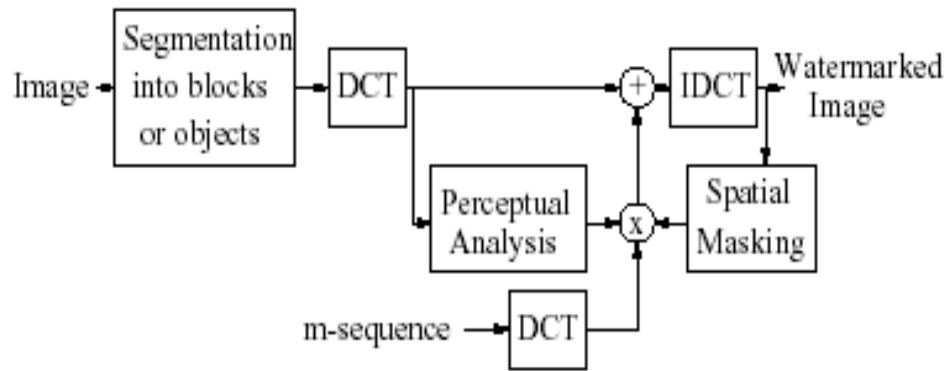 Segmentation
into blocks
or objects
Image
DCT
+
IDCT
Watermarked
Image
Perceptual
Analysis
x
Spatial
Masking
m-sequence
DCT